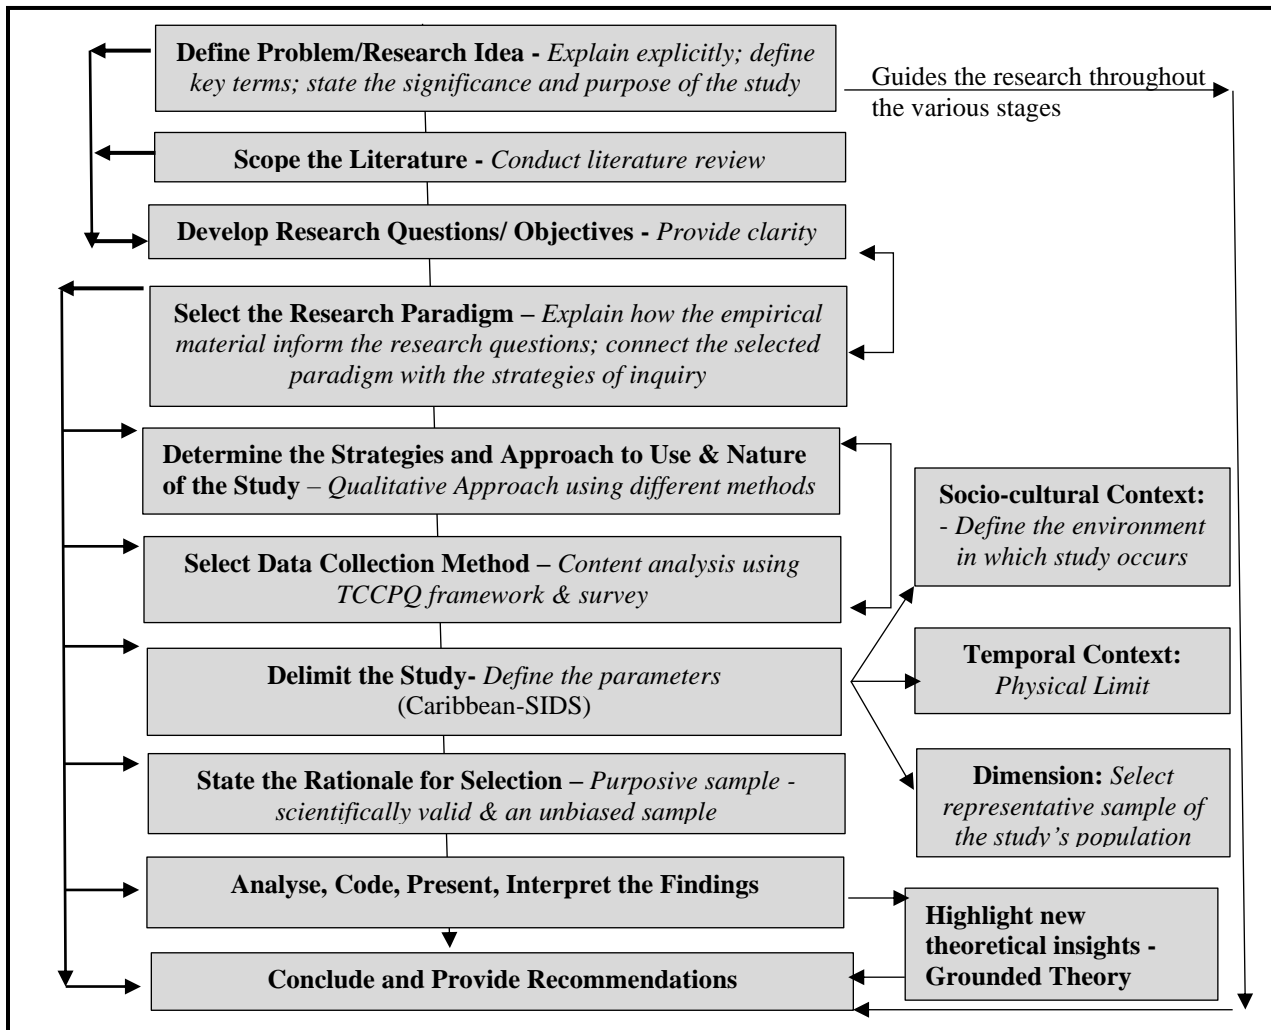 Define Problem/Research Idea - Explain explicitly; define
key terms; state the significance and purpose of the study
Guides the research throughout
the various stages
Scope the Literature - Conduct literature review
Develop Research Questions/ Objectives - Provide clarity
Select the Research Paradigm – Explain how the empirical
material inform the research questions; connect the selected
paradigm with the strategies of inquiry
Determine the Strategies and Approach to Use & Nature
of the Study – Qualitative Approach using different methods
Select Data Collection Method – Content analysis using
TCCPQ framework & survey
Delimit the Study- Define the parameters
(Caribbean-SIDS)
Socio-cultural Context:
- Define the environment
in which study occurs
Temporal Context:
Physical Limit
Dimension: Select
representative sample of
the study's population
State the Rationale for Selection – Purposive sample -
scientifically valid & an unbiased sample
Analyse, Code, Present, Interpret the Findings
Highlight new
theoretical insights -
Grounded Theory
Conclude and Provide Recommendations